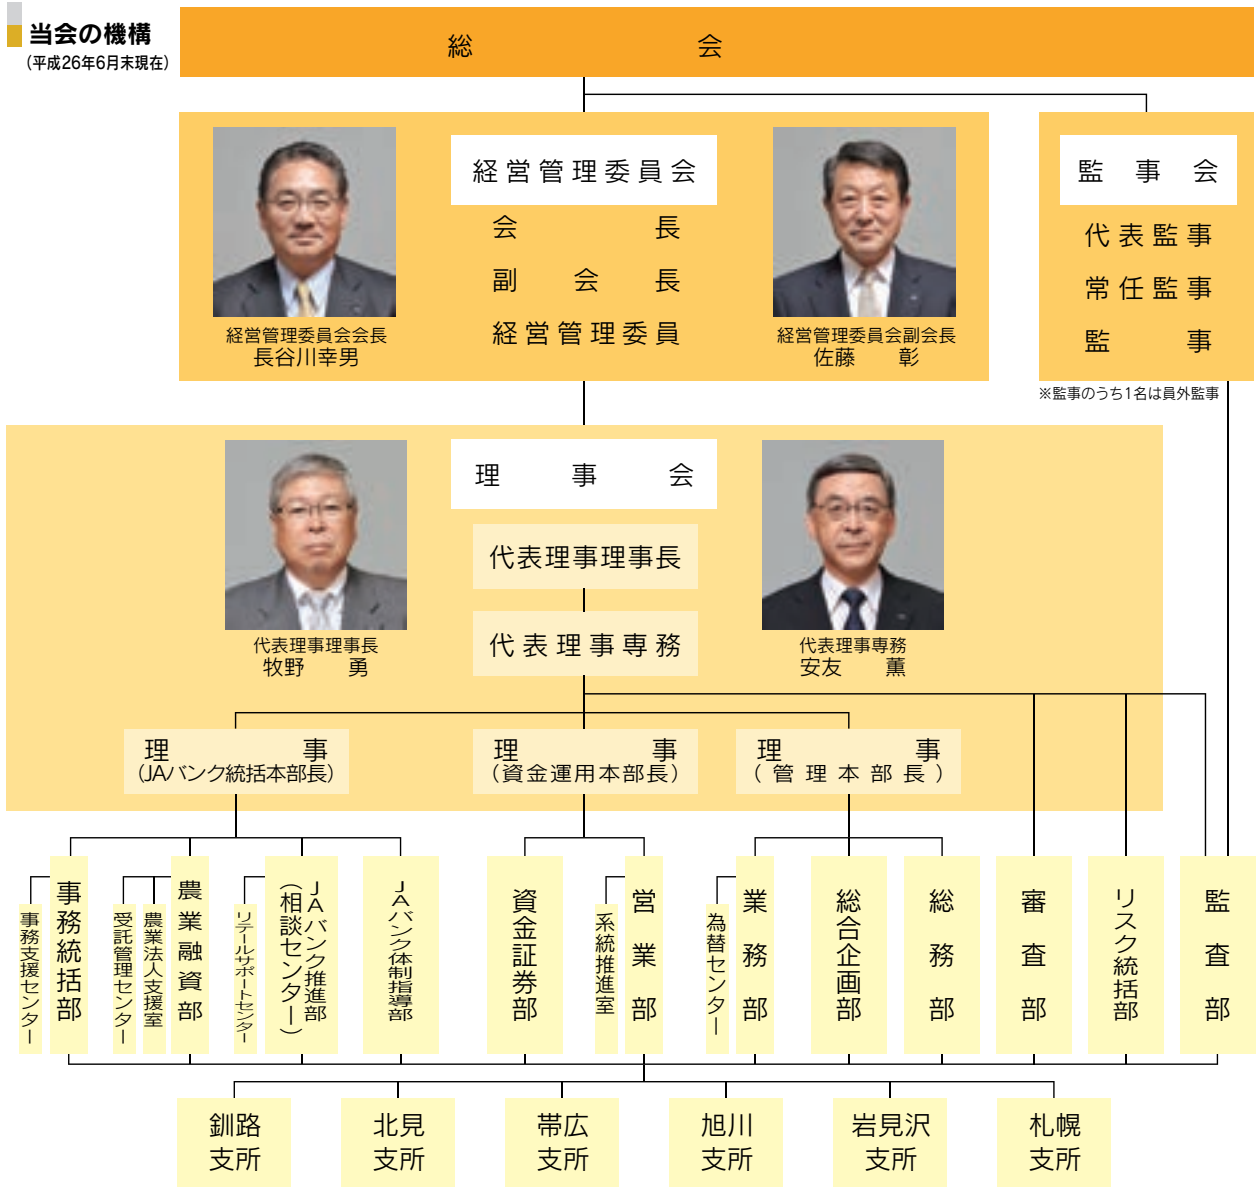 当会の機構
（平成26年6月末現在）
総会
経営管理委員会
会長
副会長
経営管理委員
経営管理委員会会長
長谷川幸男
経営管理委員会副会長
佐藤 彰
監事会
代表監事
常任監事
監事
※監事のうち1名は員外監事
理事会
代表理事理事長
代表理事専務
代表理事理事長
牧野 勇
代表理事専務
安友 薫
理事
（JAバンク統括本部長）
理事
（資金運用本部長）
理事
（管理本部長）
事務支援センター
事務統括部
受託管理センター
農業法人支援室
農業融資部
リテールサポートセンター
JAバンク推進部
（相談センター）
JAバンク体制指導部
資金証券部
系統推進室
営業部
為替センター
業務部
総合企画部
総務部
審査部
リスク統括部
監査部
釧路
支所
北見
支所
帯広
支所
旭川
支所
岩見沢
支所
札幌
支所